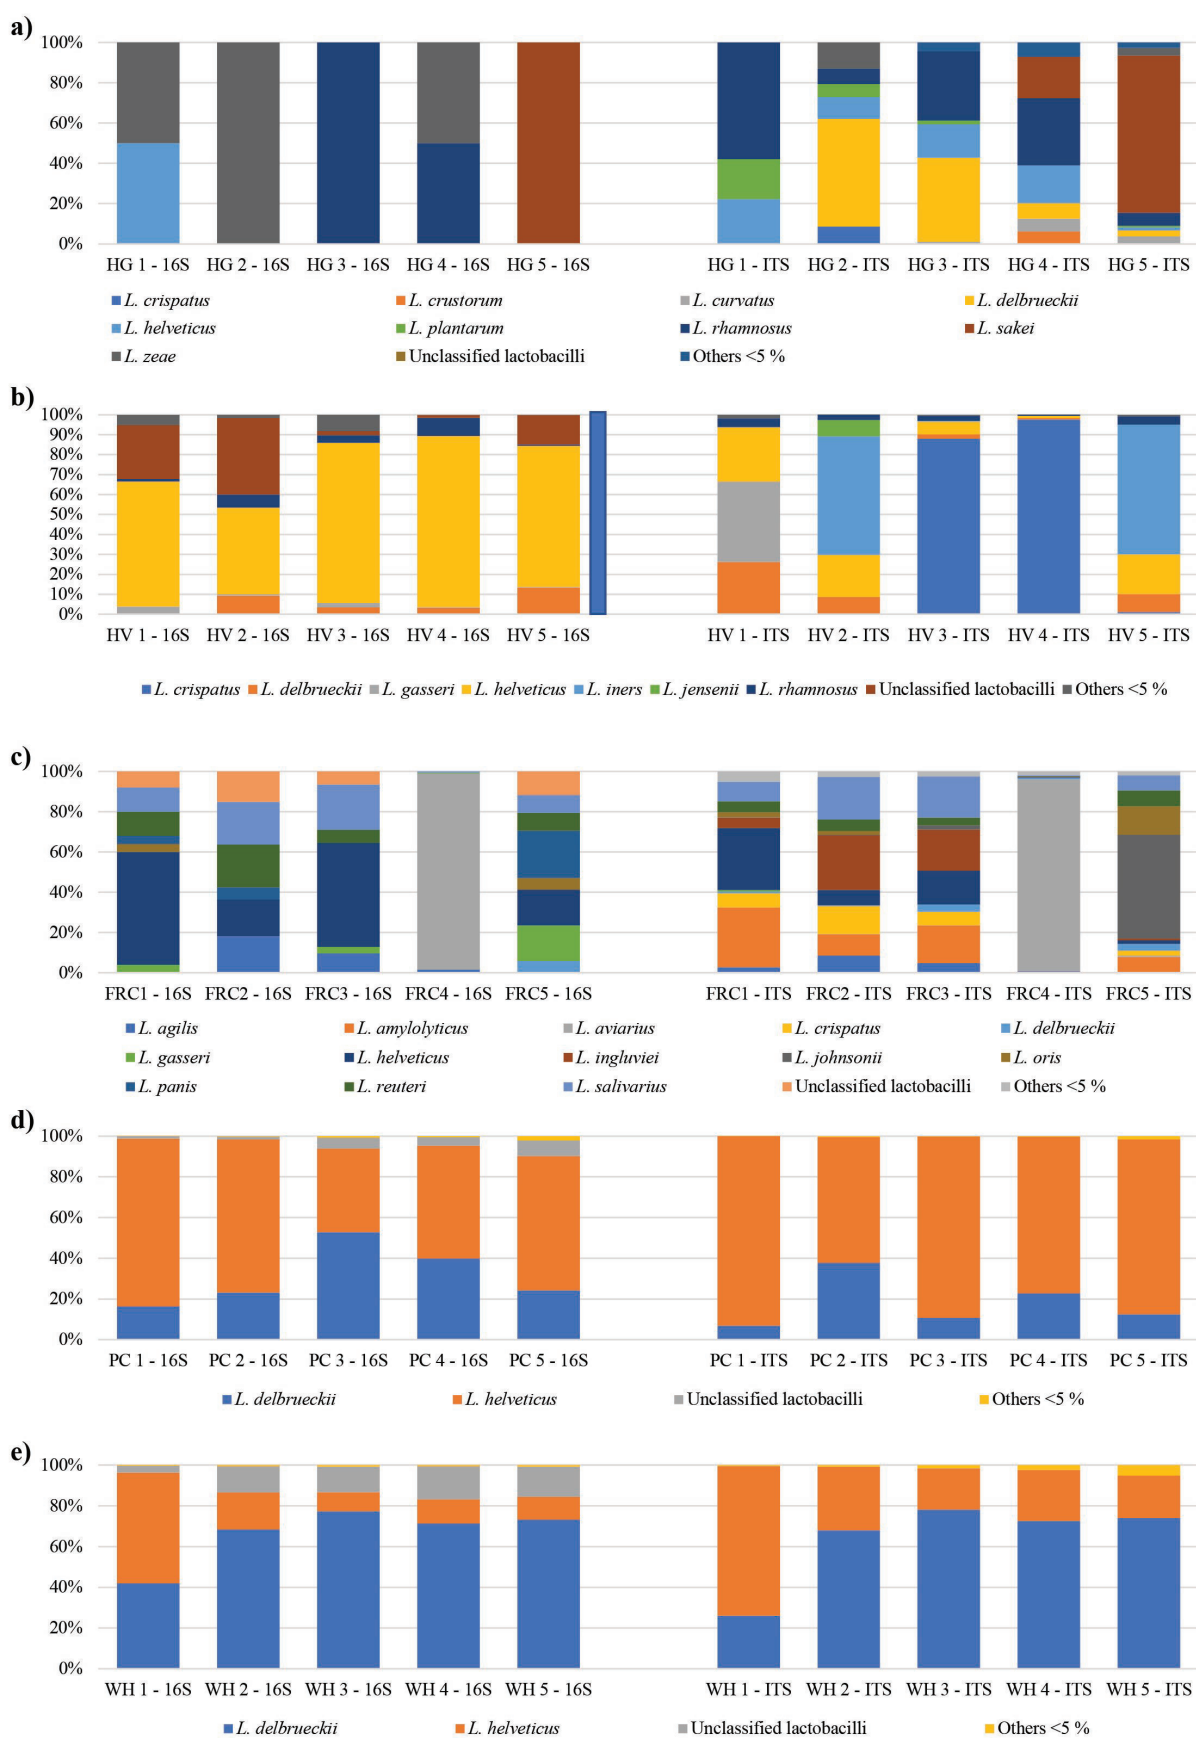 a)
100%
80%
60%
40%
20%
0%
HG 1 - 16S HG 2 - 16S HG 3 - 16S HG 4 - 16S HG 5 - 16S HG 1 - ITS HG 2 - ITS HG 3 - ITS HG 4 - ITS HG 5 - ITS
L. crispatus L. crustorum L. curvatus L. delbrueckii
L. helveticus L. plantarum L. rhamnosus L. sakei
L. zeae Unclassified lactobacilli Others <5 %
b)
100%
90%
80%
70%
60%
50%
40%
30%
20%
10%
0%
HV 1 - 16S HV 2 - 16S HV 3 - 16S HV 4 - 16S HV 5 - 16S HV 1 - ITS HV 2 - ITS HV 3 - ITS HV 4 - ITS HV 5 - ITS
L. crispatus L. delbrueckii L. gasseri L. helveticus L. iners L. jensenii L. rhamnosus Unclassified lactobacilli Others <5 %
c)
100%
80%
60%
40%
20%
0%
FRC1 - 16S FRC2 - 16S FRC3 - 16S FRC4 - 16S FRC5 - 16S FRC1 - ITS FRC2 - ITS FRC3 - ITS FRC4 - ITS FRC5 - ITS
L. agilis L. amylolyticus L. aviarius L. crispatus L. delbrueckii
L. gasseri L. helveticus L. ingluviei L. johnsonii L. oris
L. panis L. reuteri L. salivarius Unclassified lactobacilli Others <5 %
d)
100%
80%
60%
40%
20%
0%
PC 1 - 16S PC 2 - 16S PC 3 - 16S PC 4 - 16S PC 5 - 16S PC 1 - ITS PC 2 - ITS PC 3 - ITS PC 4 - ITS PC 5 - ITS
L. delbrueckii L. helveticus Unclassified lactobacilli Others <5 %
e)
100%
80%
60%
40%
20%
0%
WH 1 - 16S WH 2 - 16S WH 3 - 16S WH 4 - 16S WH 5 - 16S WH 1 - ITS WH 2 - ITS WH 3 - ITS WH 4 - ITS WH 5 - ITS
L. delbrueckii L. helveticus Unclassified lactobacilli Others <5 %